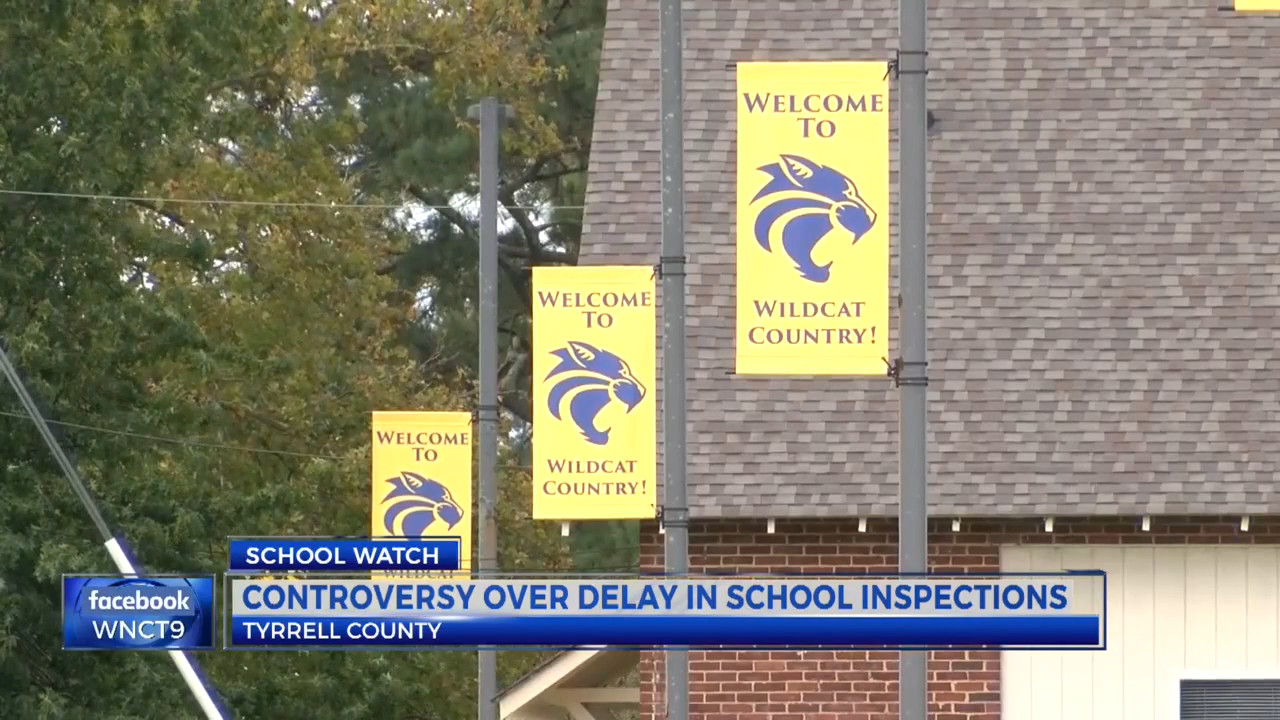 WELCOME
TO
WILDCAT
COUNTRY!
WELCOME
TO
WILDCAT
COUNTRY!
WELCOME
TO
WILDCAT
SCHOOL WATCH
facebook
WNCT9
CONTROVERSY OVER DELAY IN SCHOOL INSPECTIONS
TYRRELL COUNTY